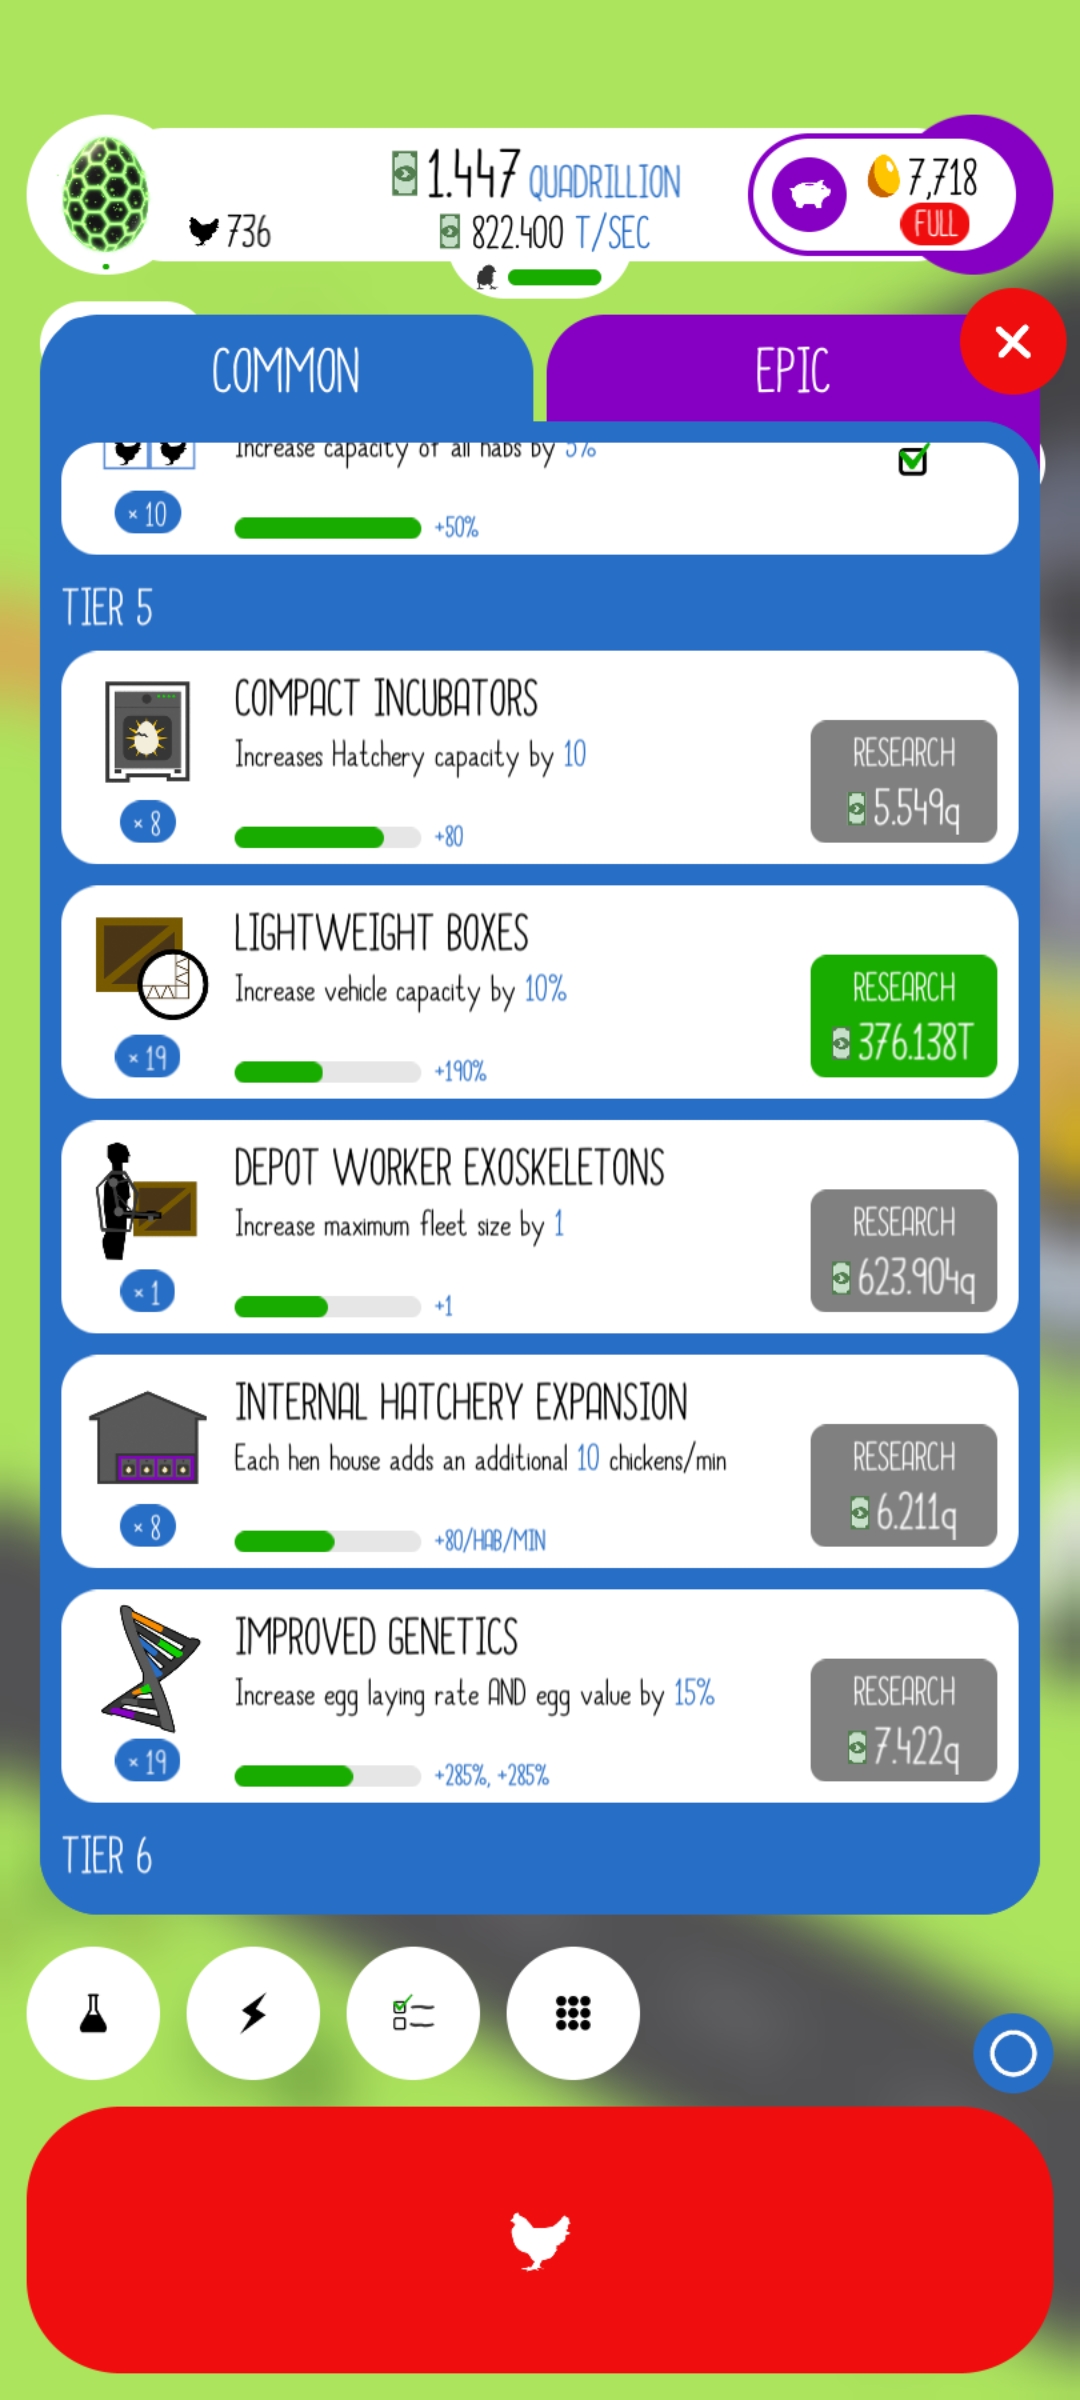 1.447 QUADRILLION
736
822.400 T/SEC
7,718
FULL
COMMON
EPIC
Increase capacity of all habs by 5%
× 10
+50%
TIER 5
COMPACT INCUBATORS
Increases Hatchery capacity by 10
RESEARCH
5.549q
× 8
+80
LIGHTWEIGHT BOXES
Increase vehicle capacity by 10%
RESEARCH
376.138T
× 19
+190%
DEPOT WORKER EXOSKELETONS
Increase maximum fleet size by 1
RESEARCH
623.904q
× 1
+1
INTERNAL HATCHERY EXPANSION
Each hen house adds an additional 10 chickens/min
RESEARCH
6.211q
× 8
+80/HAB/MIN
IMPROVED GENETICS
Increase egg laying rate AND egg value by 15%
RESEARCH
7.422q
× 19
+285%, +285%
TIER 6